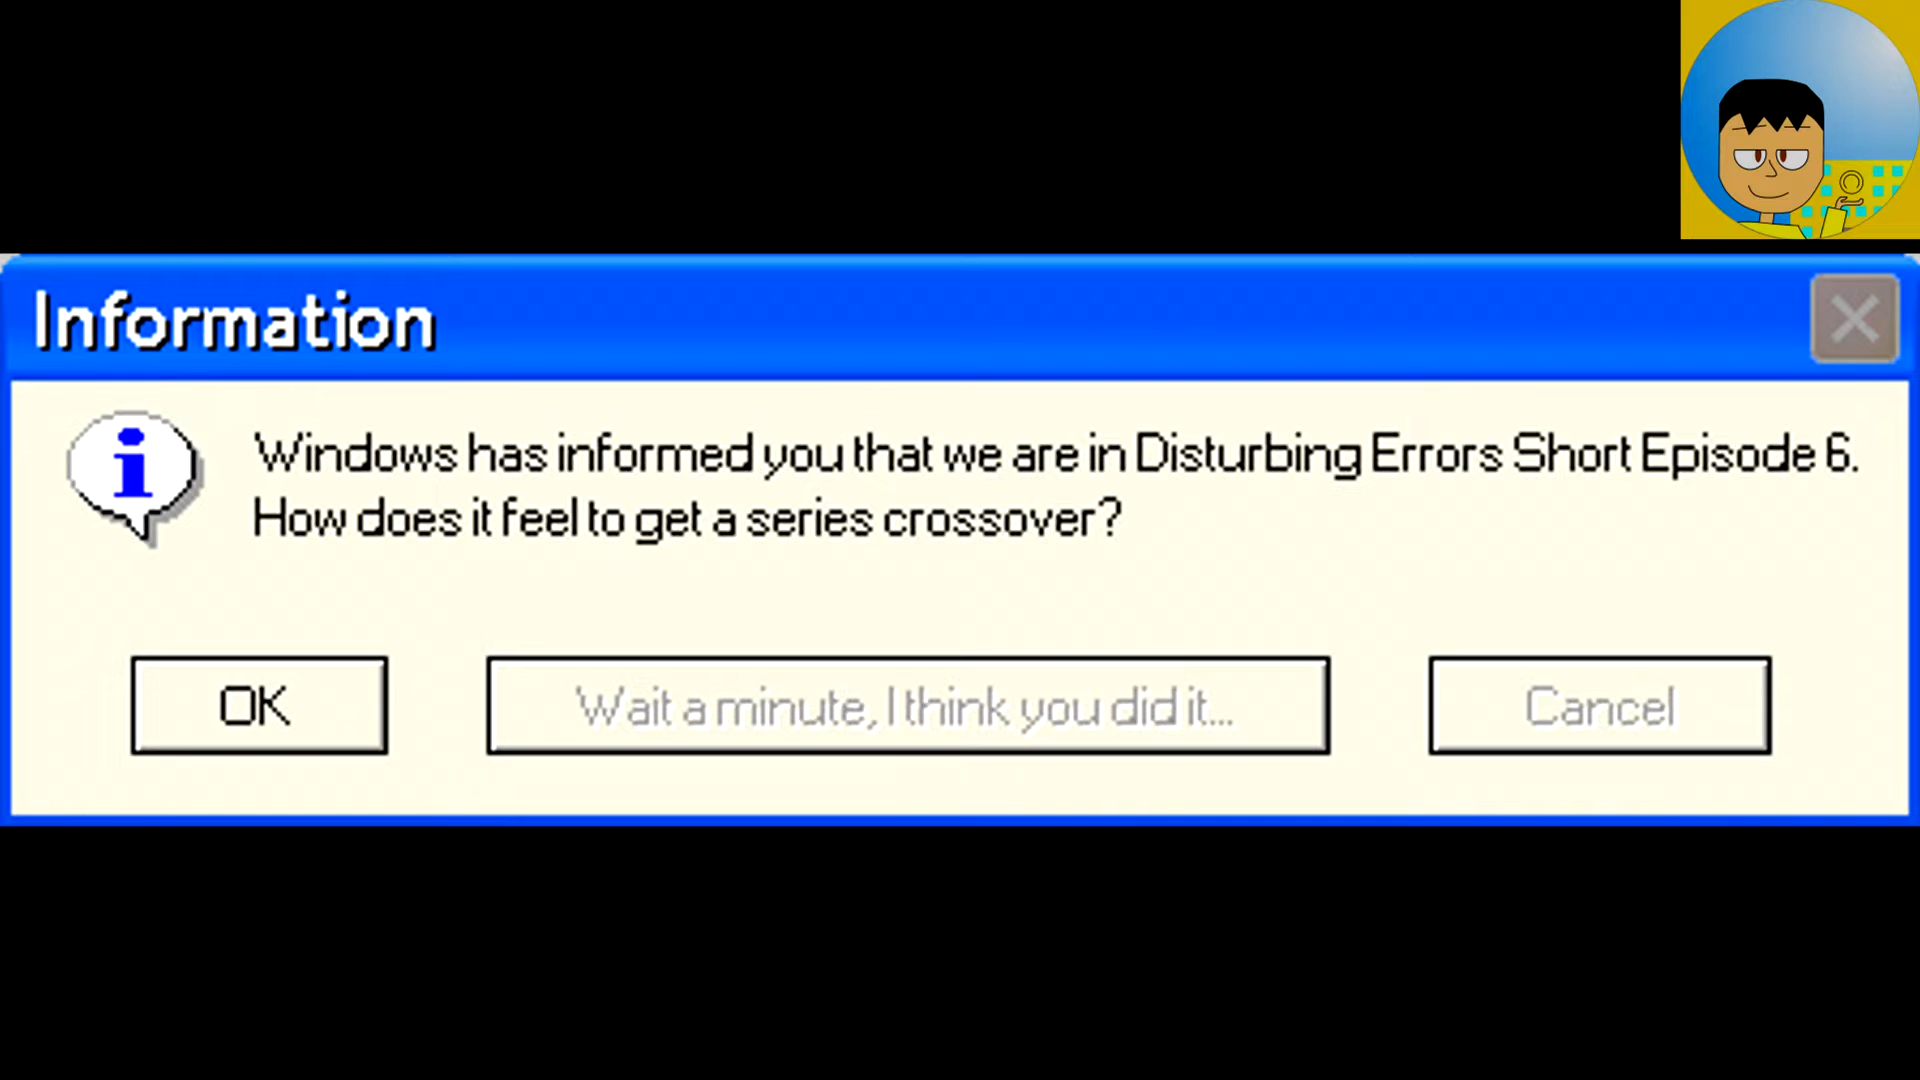 Information
Windows has informed you that we are in Disturbing Errors Short Episode 6.
How does it feel to get a series crossover?
OK
Wait a minute, I think you did it...
Cancel